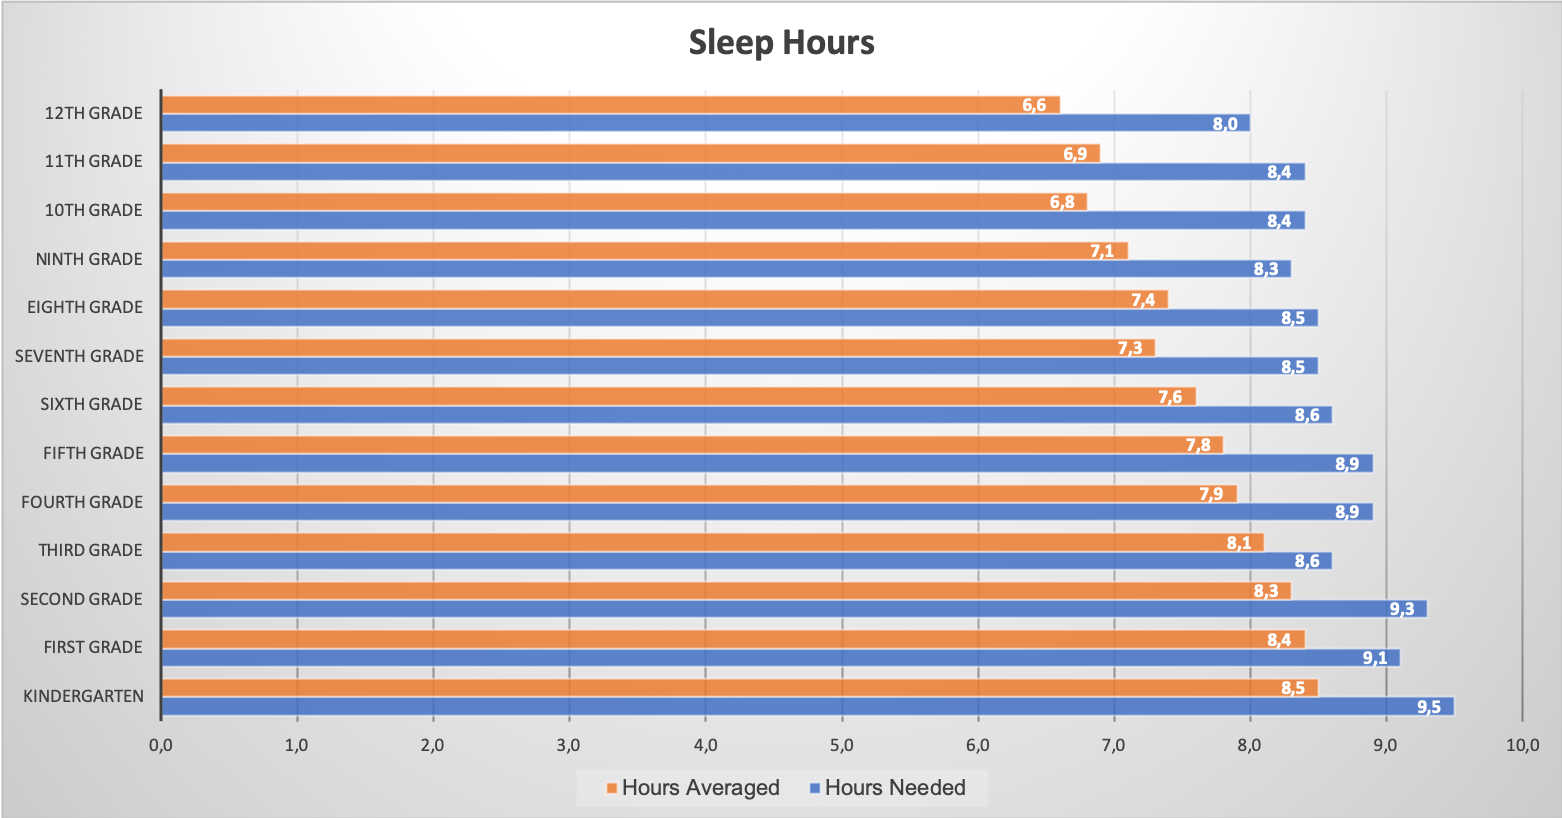 Sleep Hours
12TH GRADE
6,6
8,0
11TH GRADE
6,9
8,4
10TH GRADE
6,8
8,4
NINTH GRADE
7,1
8,3
EIGHTH GRADE
7,4
8,5
SEVENTH GRADE
7,3
8,5
SIXTH GRADE
7,6
8,6
FIFTH GRADE
7,8
8,9
FOURTH GRADE
7,9
8,9
THIRD GRADE
8,1
8,6
SECOND GRADE
8,3
9,3
FIRST GRADE
8,4
9,1
KINDERGARTEN
8,5
9,5
0,0 1,0 2,0 3,0 4,0 5,0 6,0 7,0 8,0 9,0 10,0
Hours Averaged Hours Needed